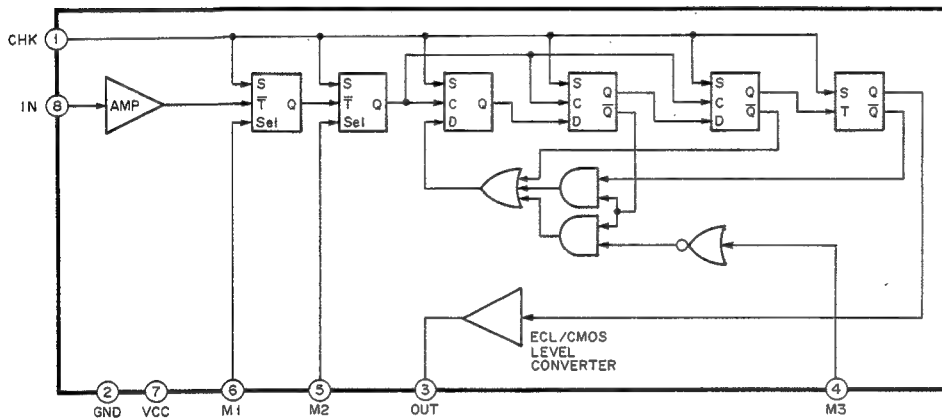 CHK 1
IN 8
AMP
S
T̅ Q
Sel
S
T̅ Q
Sel
S
C Q
D
S
C Q
D Q̅
S
C Q
D Q̅
S Q
T Q̅
ECL/CMOS
LEVEL
CONVERTER
2 7 6 5 3 4
GND VCC M1 M2 OUT M3